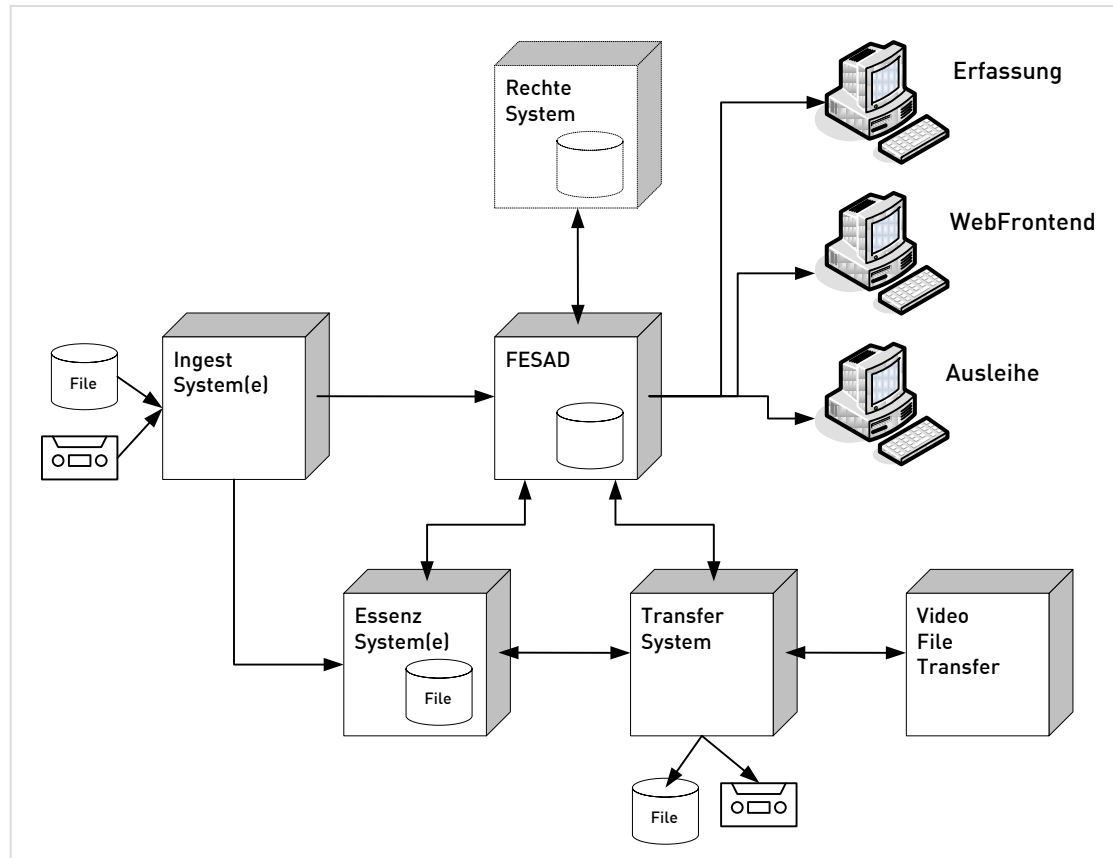 Rechte
System
Erfassung
WebFrontend
Ausleihe
File
Ingest
System(e)
FESAD
Essenz
System(e)
File
Transfer
System
Video
File
Transfer
File